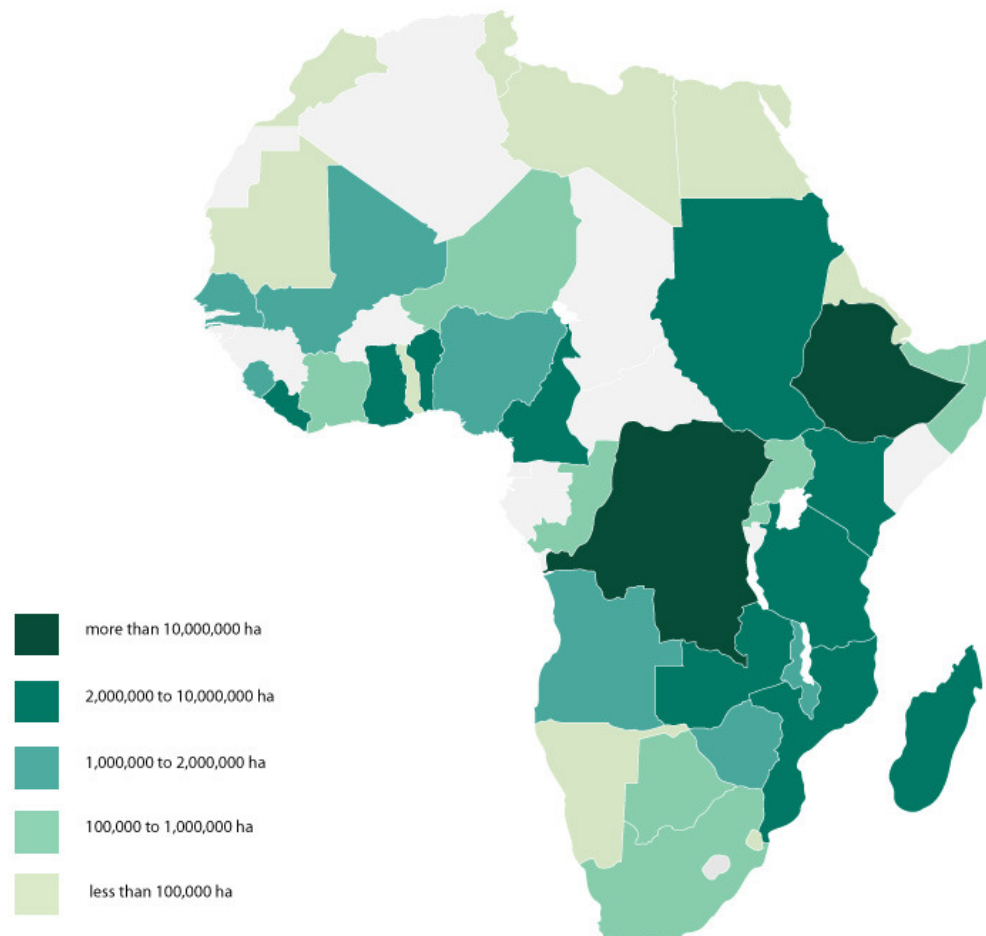 more than 10,000,000 ha
2,000,000 to 10,000,000 ha
1,000,000 to 2,000,000 ha
100,000 to 1,000,000 ha
less than 100,000 ha